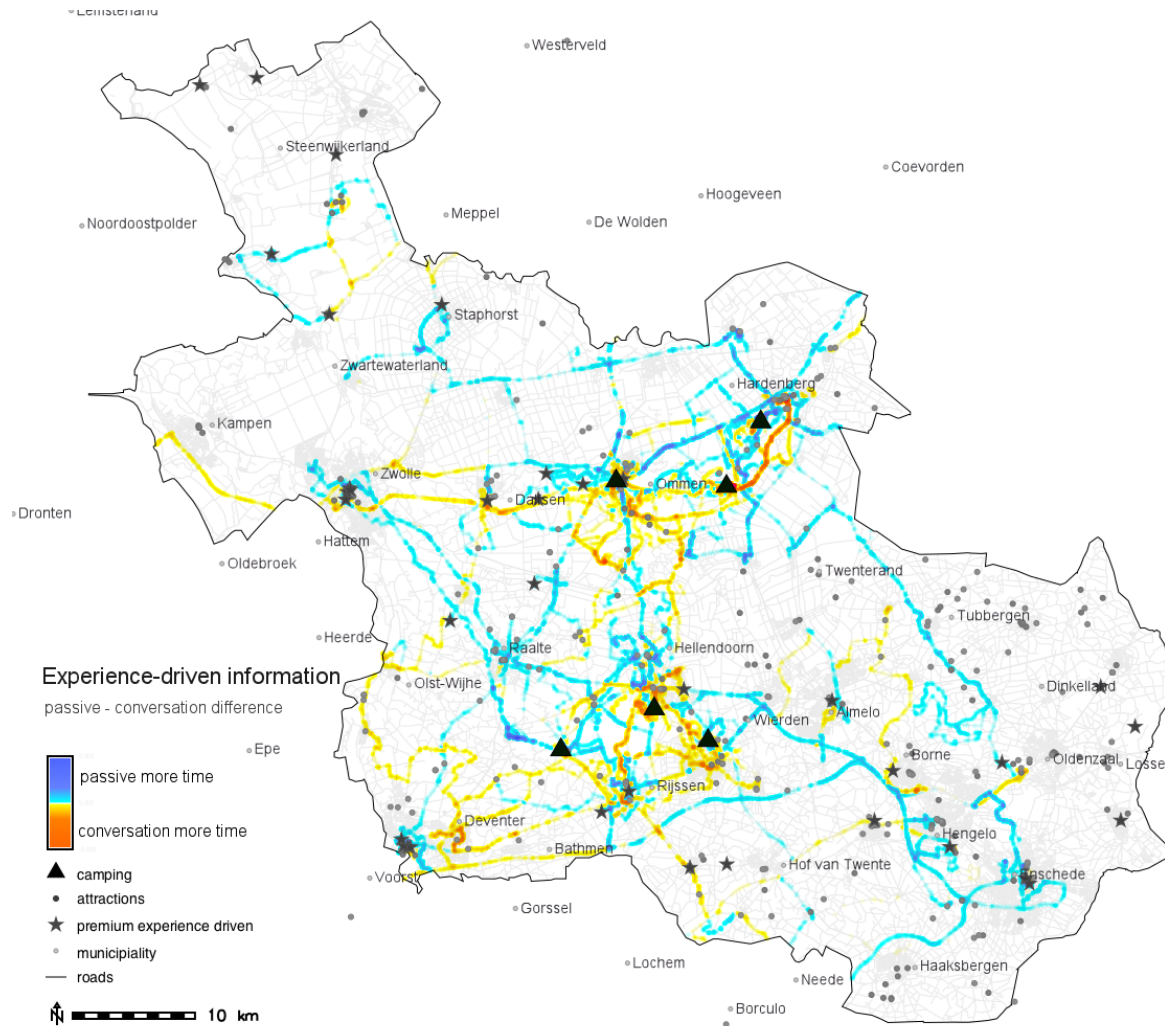 Lemsterland
Westerveld
Steenwijkerland
Coevorden
Hoogeveen
Noordoostpolder
Meppel
De Wolden
Staphorst
Zwartewaterland
Hardenberg
Kampen
Zwolle
Ommen
Dalfsen
Dronten
Hattem
Oldebroek
Twenterand
Tubbergen
Heerde
Raalte
Hellendoorn
Experience-driven information
Olst-Wijhe
Dinkelland
passive - conversation difference
Wierden
Almelo
Epe
Borne
Oldenzaal
Losse
passive more time
Rijssen
conversation more time
Deventer
Hengelo
Bathmen
Hof van Twente
camping
Voorst
Enschede
attractions
Gorssel
premium experience driven
municipiality
Lochem
Haaksbergen
roads
Neede
N
10 km
Borculo